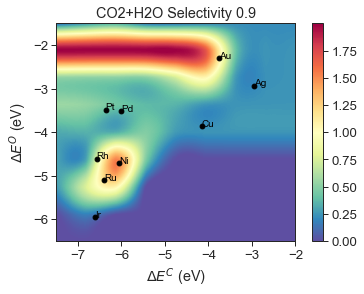 CO2+H2O Selectivity 0.9
−2
−3
−4
−5
−6
ΔE^O (eV)
Au
Ag
Pt
Pd
Cu
Rh
Ni
Ru
Ir
−7
−6
−5
−4
−3
−2
ΔE^C (eV)
1.75
1.50
1.25
1.00
0.75
0.50
0.25
0.00